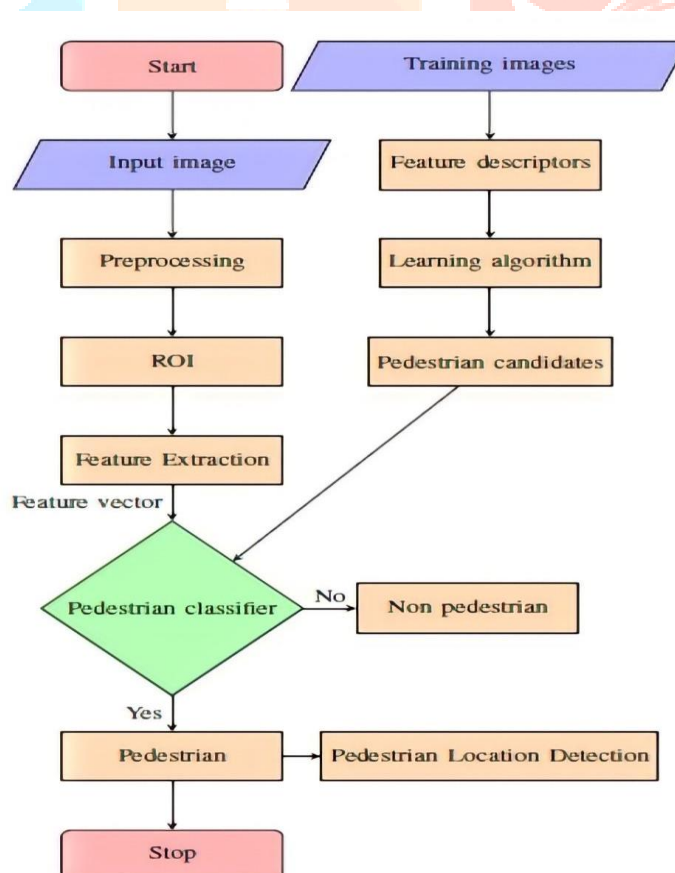 Start
Training images
Input image
Feature descriptors
Preprocessing
Learning algorithm
ROI
Pedestrian candidates
Feature Extraction
Feature vector
Pedestrian classifier
No
Non pedestrian
Yes
Pedestrian
Pedestrian Location Detection
Stop